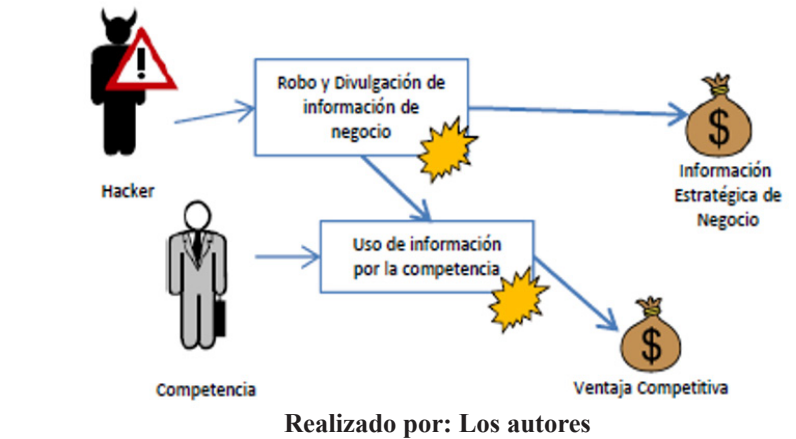 Robo y Divulgación de
información de
negocio
Hacker
$
Información
Estratégica de
Negocio
Uso de información
por la competencia
Competencia
$
Ventaja Competitiva
Realizado por: Los autores